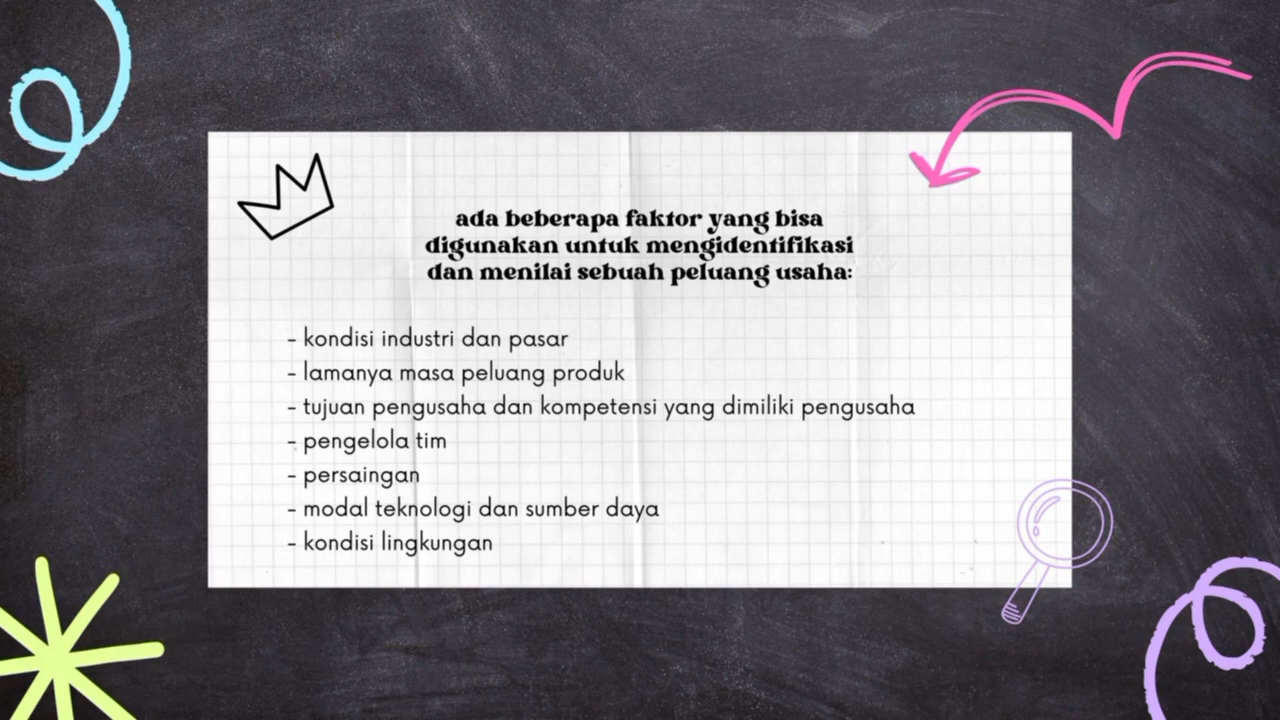 ada beberapa faktor yang bisa
digunakan untuk mengidentifikasi
dan menilai sebuah peluang usaha:
- kondisi industri dan pasar
- lamanya masa peluang produk
- tujuan pengusaha dan kompetensi yang dimiliki pengusaha
- pengelola tim
- persaingan
- modal teknologi dan sumber daya
- kondisi lingkungan